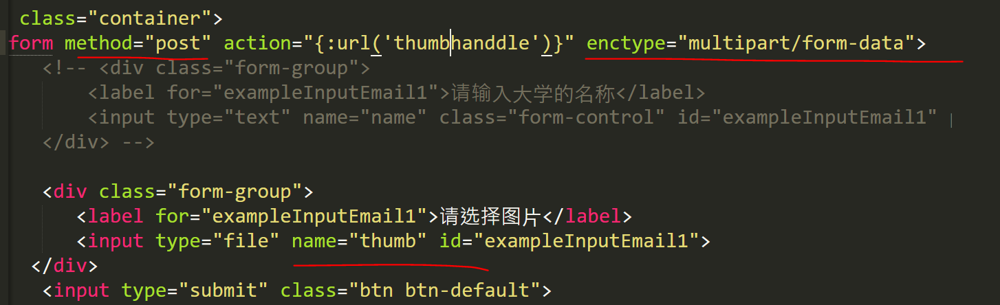 class="container">
form method="post" action="{:url('thumbhanddle')}" enctype="multipart/form-data">
<!-- <div class="form-group">
<label for="exampleInputEmail1">请输入大学的名称</label>
<input type="text" name="name" class="form-control" id="exampleInputEmail1"
</div> -->
<div class="form-group">
<label for="exampleInputEmail1">请选择图片</label>
<input type="file" name="thumb" id="exampleInputEmail1">
</div>
<input type="submit" class="btn btn-default">